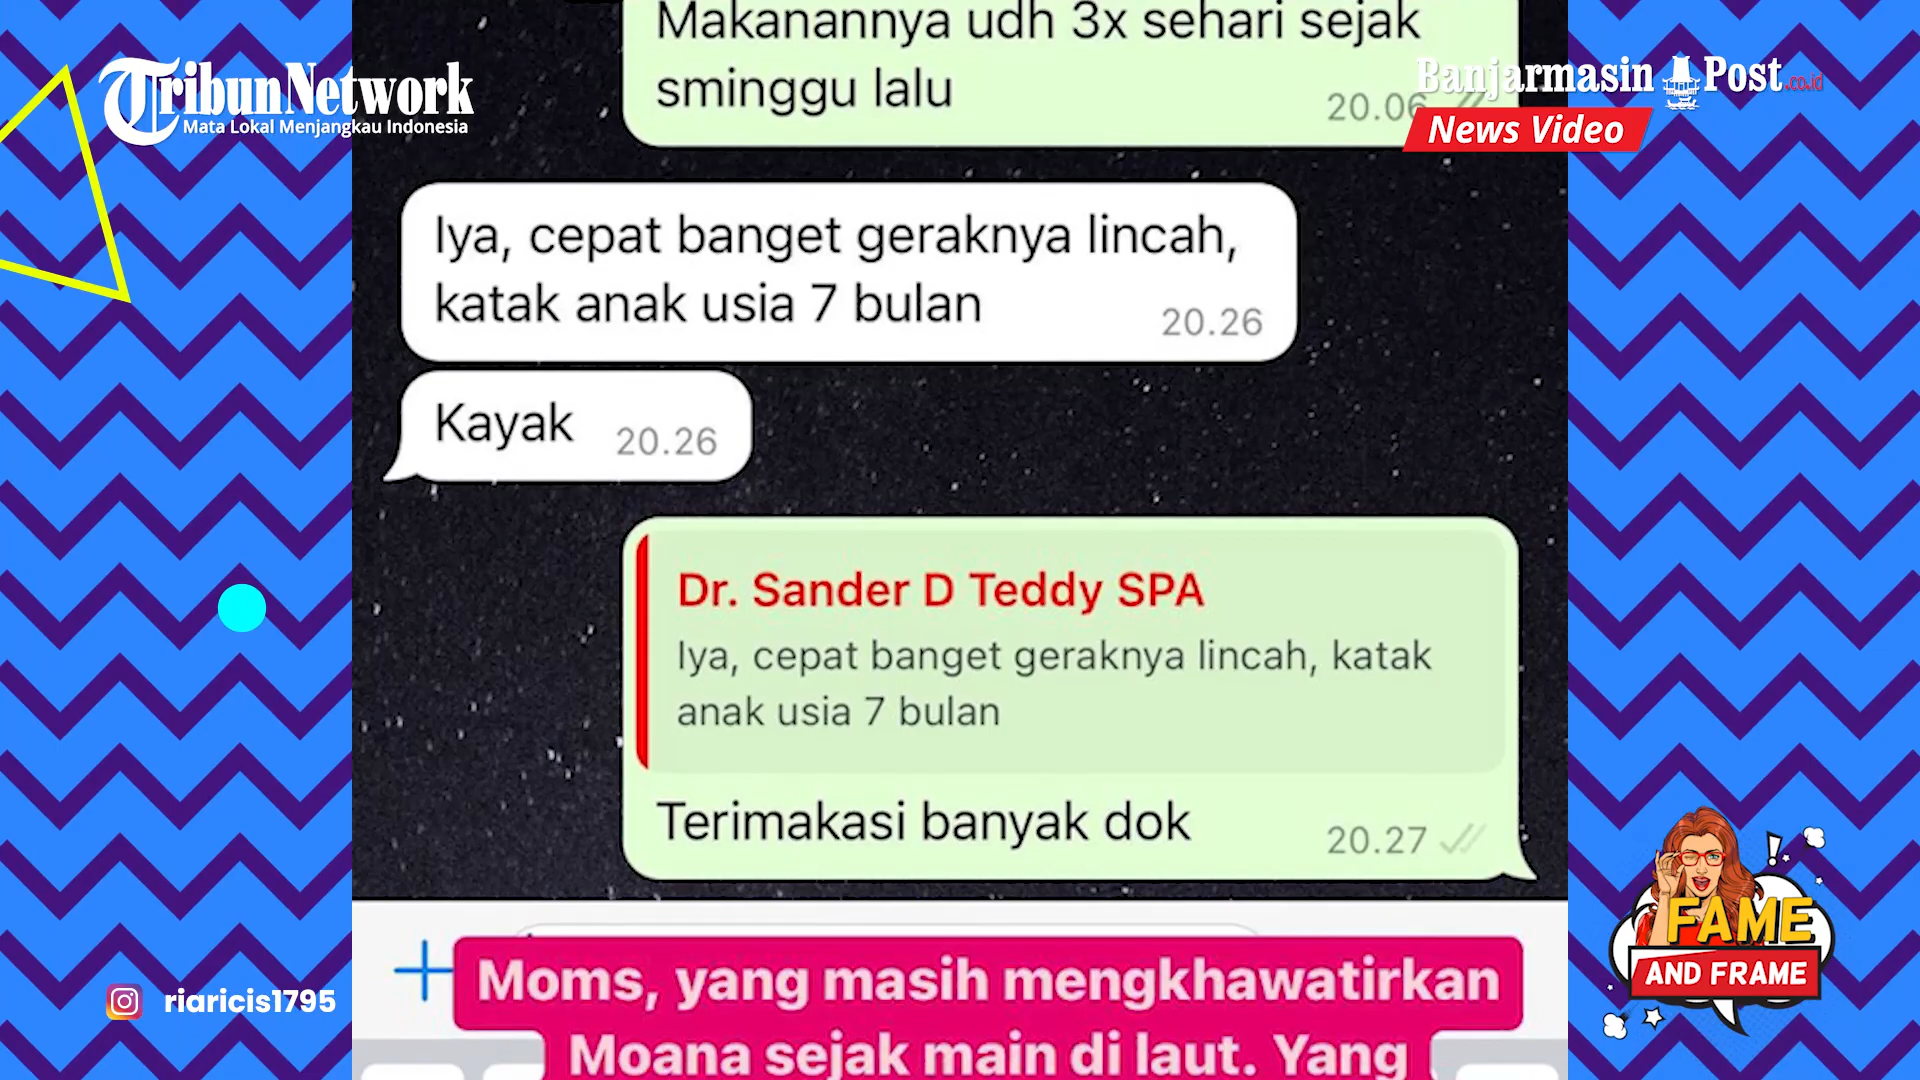 Makanannya udh 3x sehari sejak
sminggu lalu
20.06
TribunNetwork
Mata Lokal Menjangkau Indonesia
Banjarmasin Post.co.id
News Video
Iya, cepat banget geraknya lincah,
katak anak usia 7 bulan
20.26
Kayak
20.26
Dr. Sander D Teddy SPA
Iya, cepat banget geraknya lincah, katak
anak usia 7 bulan
Terimakasi banyak dok
20.27
FAME
AND FRAME
Moms, yang masih mengkhawatirkan
Moana sejak main di laut. Yang
riaricis1795